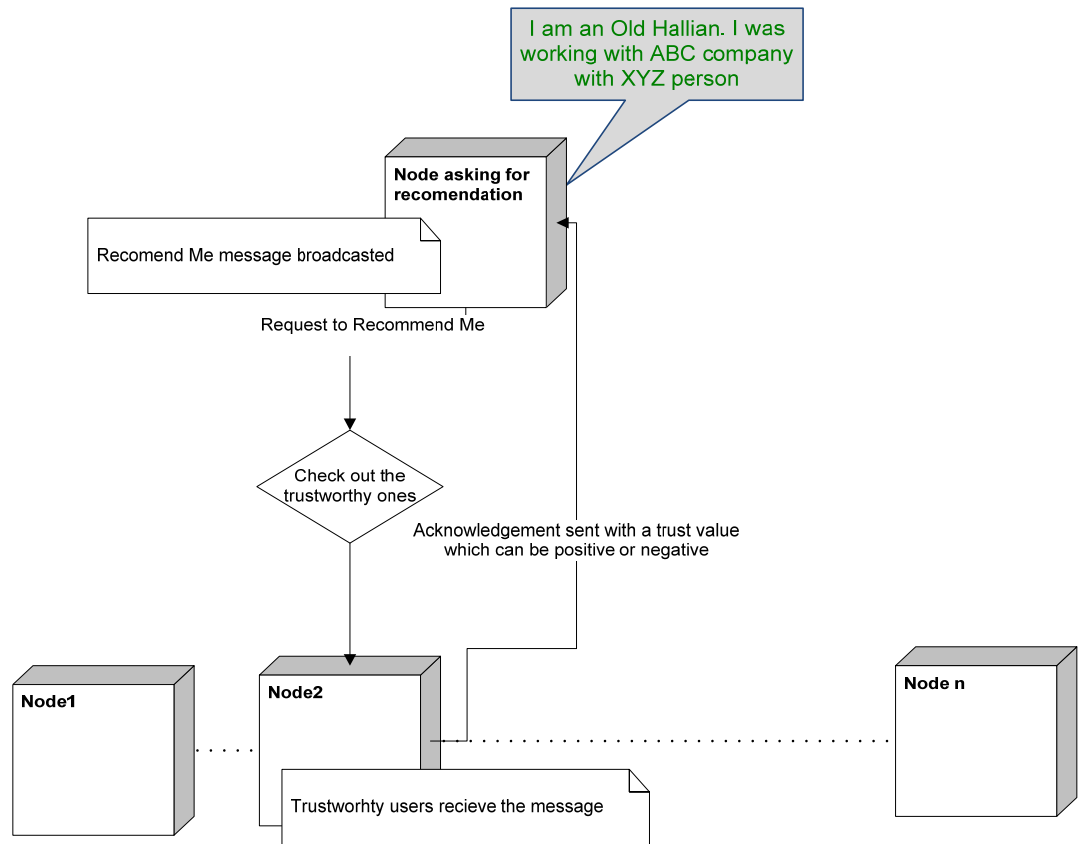 I am an Old Hallian. I was
working with ABC company
with XYZ person
Node asking for
recomendation
Recomend Me message broadcasted
Request to Recommend Me
Check out the
trustworthy ones
Acknowledgement sent with a trust value
which can be positive or negative
Node1
Node2
Node n
Trustworhty users recieve the message